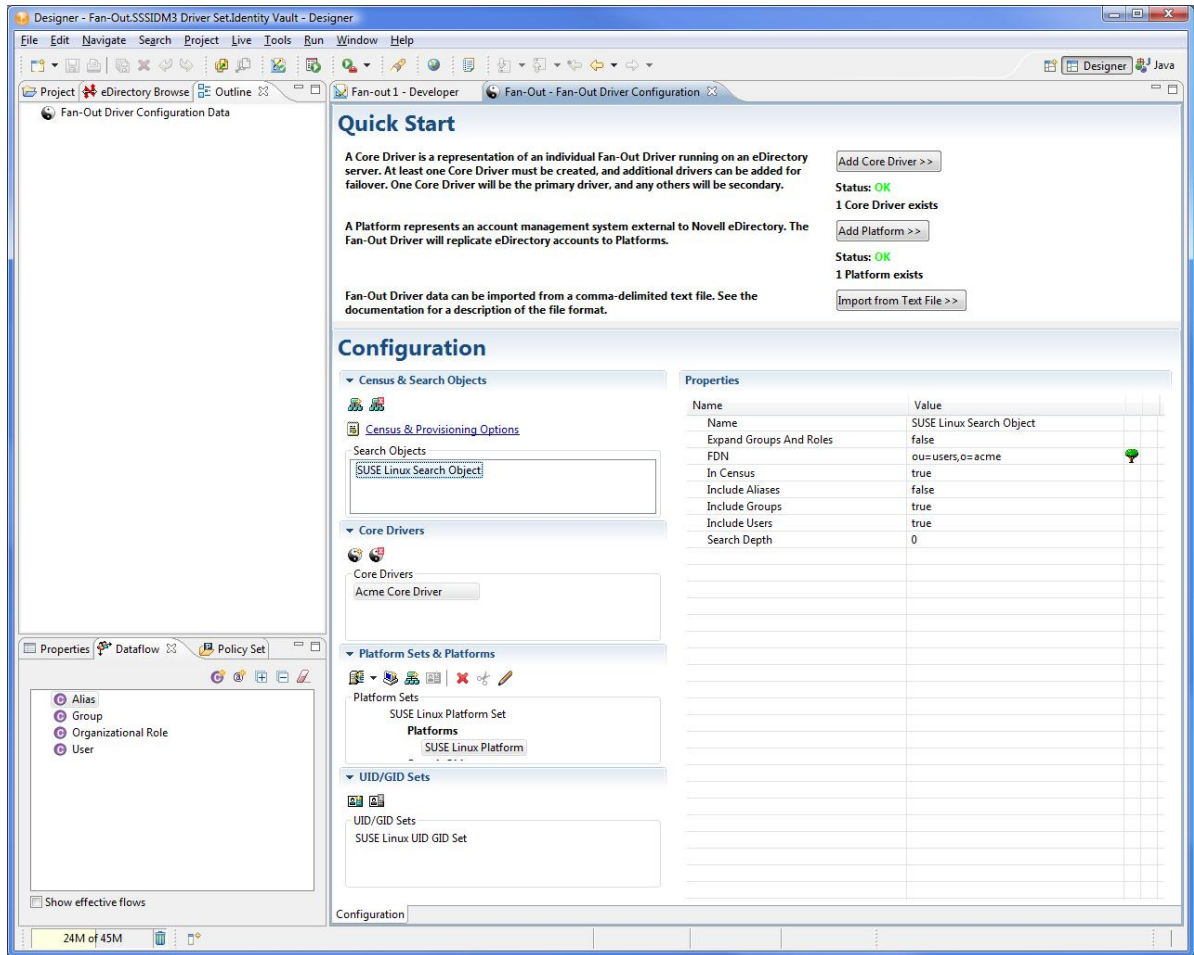 Designer - Fan-Out.SSSIDM3 Driver Set.Identity Vault - Designer
File Edit Navigate Search Project Live Tools Run Window Help
Designer Java
Project eDirectory Browse Outline
Fan-Out Driver Configuration Data
Fan-out1 - Developer Fan-Out - Fan-Out Driver Configuration
Quick Start
A Core Driver is a representation of an individual Fan-Out Driver running on an eDirectory
server. At least one Core Driver must be created, and additional drivers can be added for
failover. One Core Driver will be the primary driver, and any others will be secondary.
Add Core Driver >>
Status: OK
1 Core Driver exists
A Platform represents an account management system external to Novell eDirectory. The
Fan-Out Driver will replicate eDirectory accounts to Platforms.
Add Platform >>
Status: OK
1 Platform exists
Fan-Out Driver data can be imported from a comma-delimited text file. See the
documentation for a description of the file format.
Import from Text File >>
Configuration
Census & Search Objects
Census & Provisioning Options
Search Objects
SUSE Linux Search Object
Core Drivers
Core Drivers
Acme Core Driver
Platform Sets & Platforms
Platform Sets
SUSE Linux Platform Set
Platforms
SUSE Linux Platform
UID/GID Sets
UID/GID Sets
SUSE Linux UID GID Set
Properties
Name Value
Name SUSE Linux Search Object
Expand Groups And Roles false
FDN ou=users,o=acme
In Census true
Include Aliases false
Include Groups true
Include Users true
Search Depth 0
Properties Dataflow Policy Set
Alias
Group
Organizational Role
User
Show effective flows
Configuration
24M of 45M